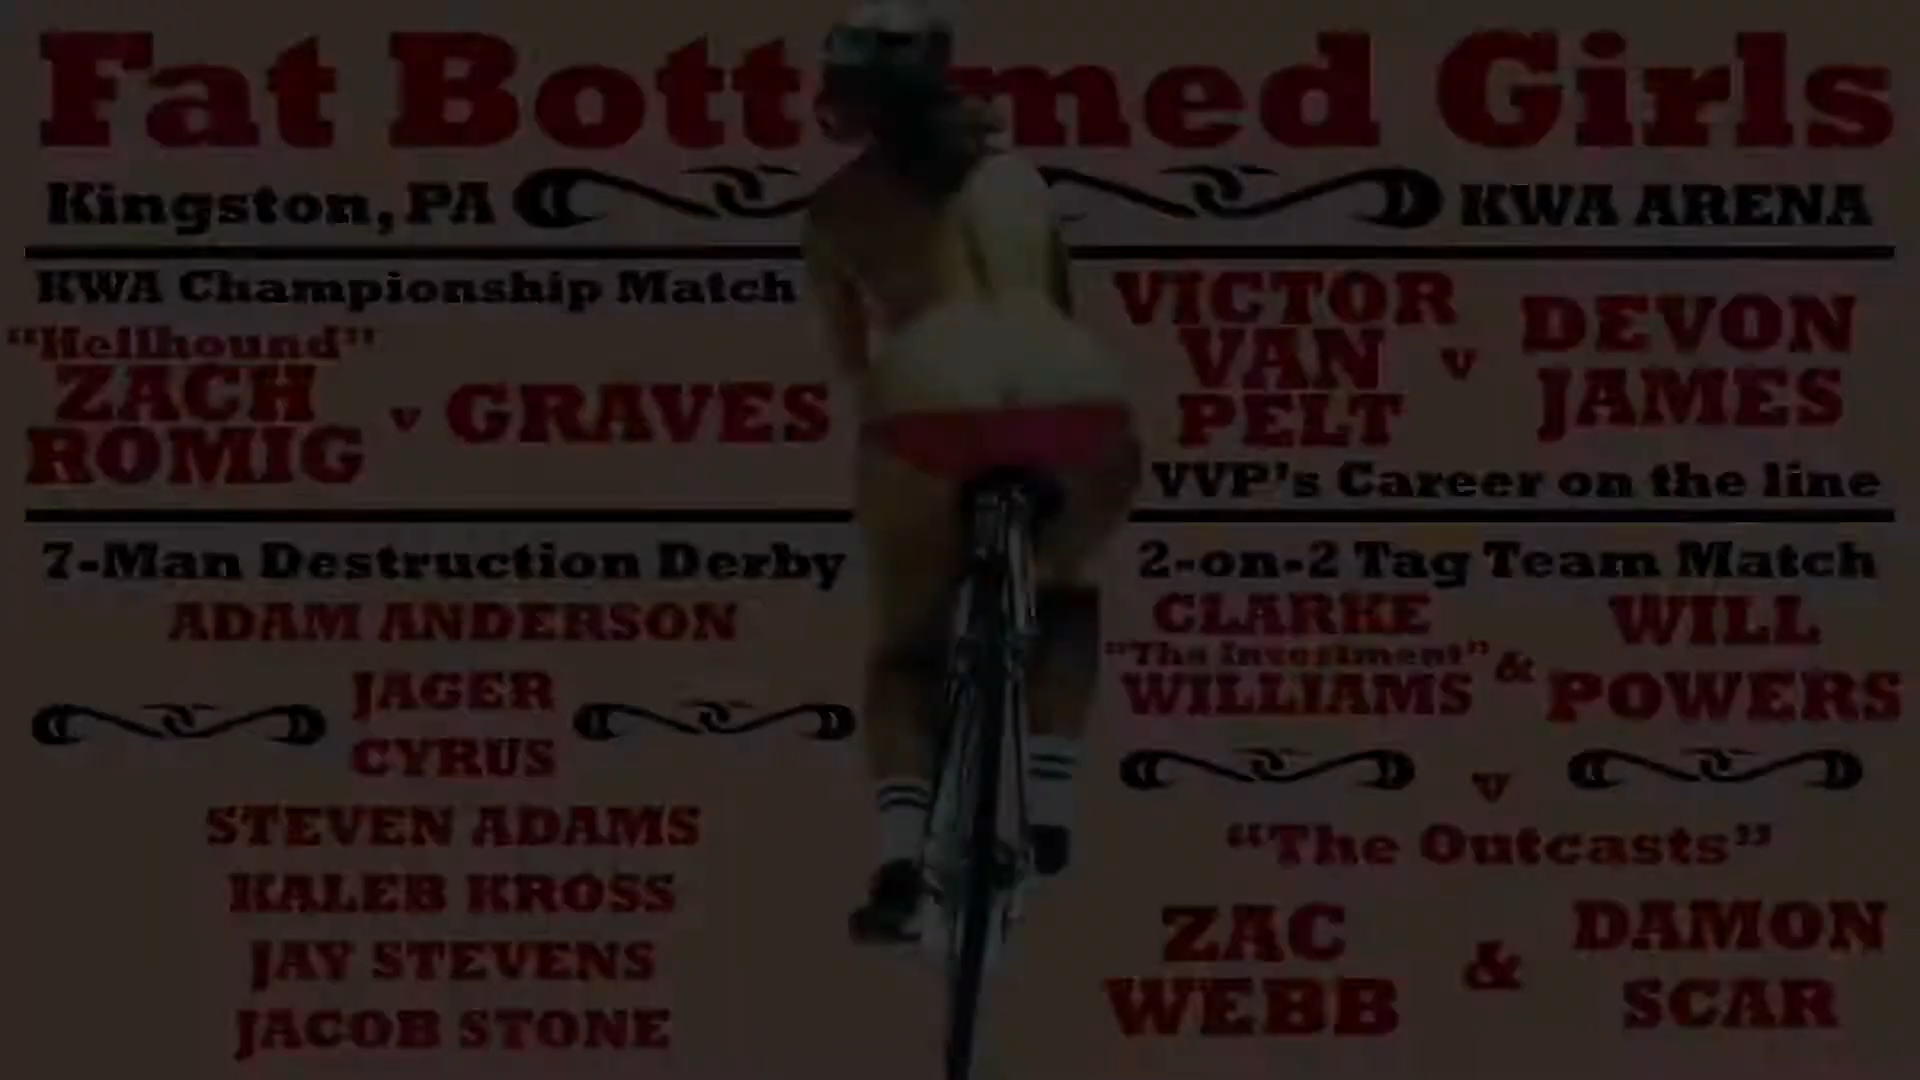 Fat Bottomed Girls
Kingston, PA
KWA ARENA
KWA Championship Match
"Hellhound"
ZACH
ROMIG
v
GRAVES
VICTOR
VAN
PELT
v
DEVON
JAMES
VVP's Career on the line
7-Man Destruction Derby
ADAM ANDERSON
JAGER
CYRUS
STEVEN ADAMS
KALEB KROSS
JAY STEVENS
JACOB STONE
2-on-2 Tag Team Match
CLARKE
"The Investment"
WILLIAMS
&
WILL
POWERS
v
"The Outcasts"
ZAC
WEBB
&
DAMON
SCAR